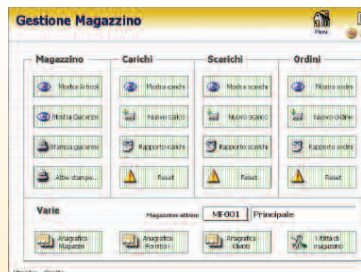 Gestione Magazzino
Menu
Magazzino Carichi Scarichi Ordini
Mostra Articoli Mostra carichi Mostra scarichi Mostra ordini
Mostra Giacenze Nuovo carico Nuovo scarico Nuovo ordine
Stampa giacenze Rapporto carichi Rapporto scarichi Rapporto ordini
Altre stampe... Reset Reset Reset
Varie Magazzino attivo MF001 Principale
Anagrafica Magazzini Anagrafica Fornitori Anagrafica Clienti Utilità di magazzino